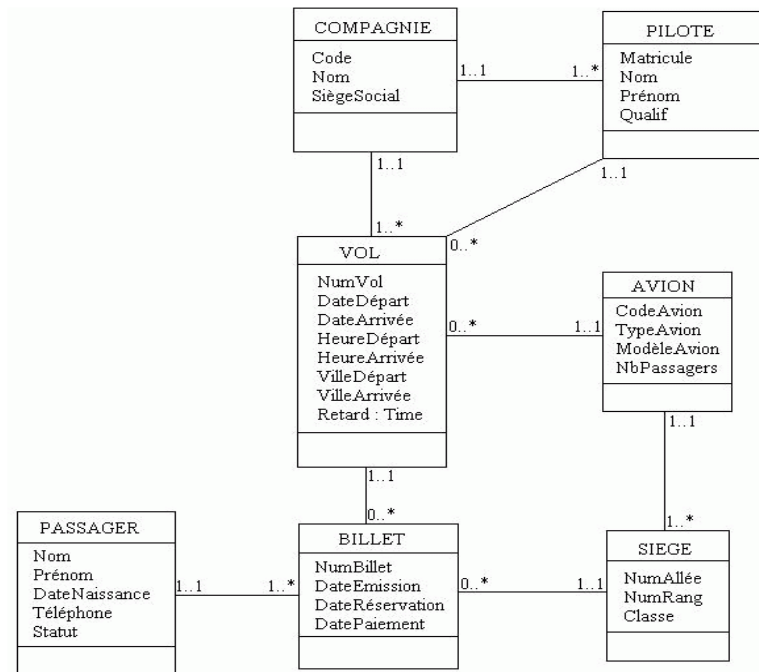 COMPAGNIE
Code
Nom
SiègeSocial
1..1
1..*
PILOTE
Matricule
Nom
Prénom
Qualif
1..1
1..1
1..*
0..*
VOL
NumVol
DateDépart
DateArrivée
HeureDépart
HeureArrivée
VilleDépart
VilleArrivée
Retard : Time
0..*
1..1
AVION
CodeAvion
TypeAvion
ModèleAvion
NbPassagers
1..1
1..1
0..*
1..*
PASSAGER
Nom
Prénom
DateNaissance
Téléphone
Statut
1..1
1..*
BILLET
NumBillet
DateEmission
DateRéservation
DatePaiement
0..*
1..1
SIEGE
NumAllée
NumRang
Classe